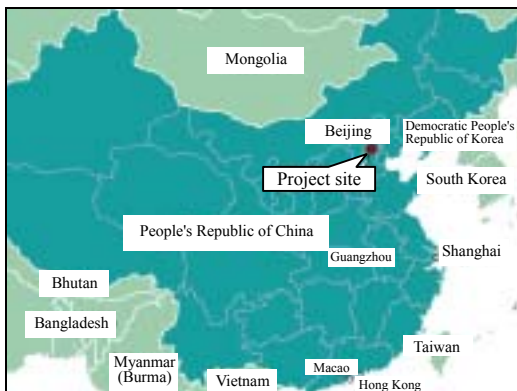 Mongolia
Beijing
Democratic People's
Republic of Korea
Project site
South Korea
People's Republic of China
Guangzhou
Shanghai
Bhutan
Bangladesh
Taiwan
Myanmar
(Burma)
Vietnam
Macao
Hong Kong